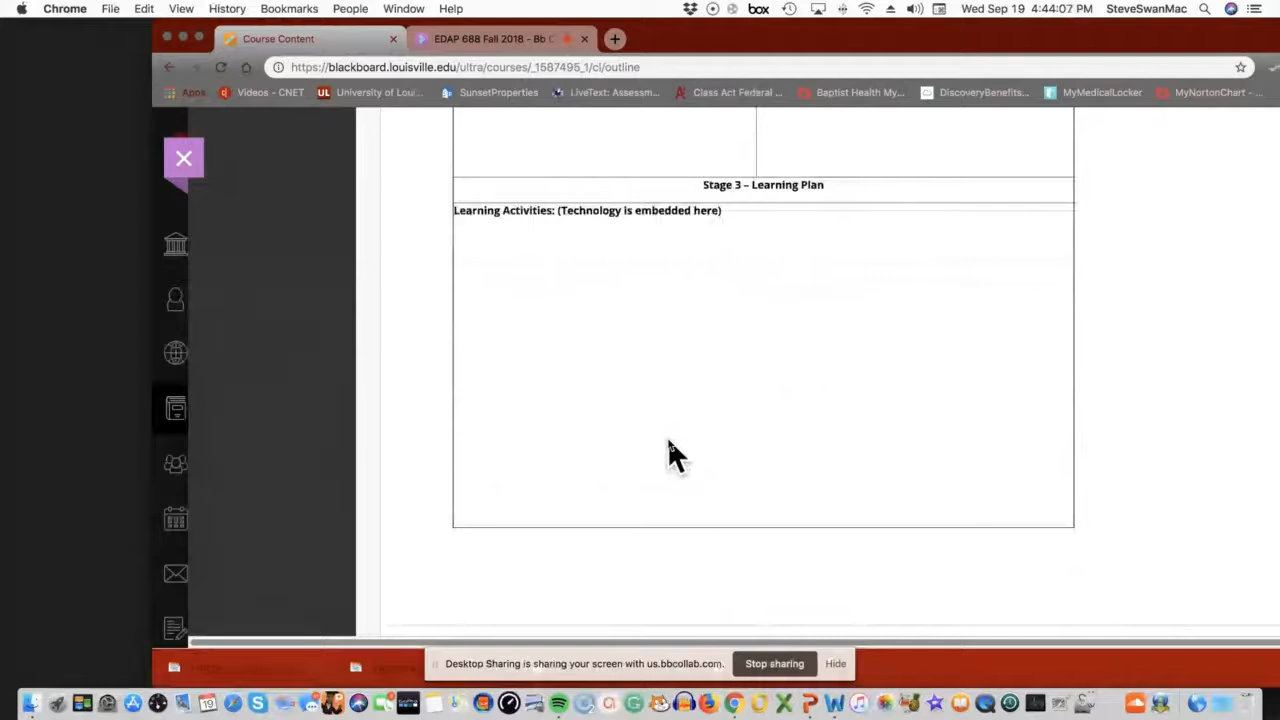 Chrome File Edit View History Bookmarks People Window Help box Wed Sep 19 4:44:07 PM SteveSwanMac
Course Content EDAP 688 Fall 2018 - Bb C
https://blackboard.louisville.edu/ultra/courses/_1587495_1/cl/outline
Apps Videos - CNET UL University of Loui... SunsetProperties LiveText: Assessm... Class Act Federal ... Baptist Health My... DiscoveryBenefits... MyMedicalLocker MyNortonChart - ...
Stage 3 – Learning Plan
Learning Activities: (Technology is embedded here)
Desktop Sharing is sharing your screen with us.bbcollab.com. Stop sharing Hide